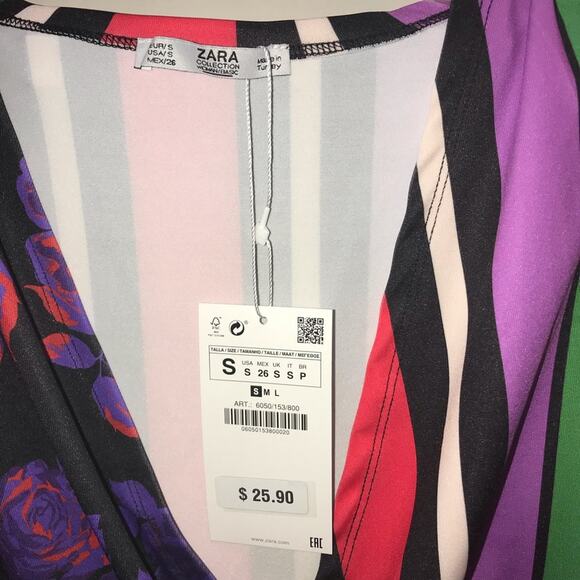 EUR/S
USA/S
MEX/26
ZARA
COLLECTION
WOMAN/BASIC
Made in
Turkey
TALLA / SIZE / TAMANHO / TAILLE / MAAT /
S
USA MEX UK IT BR
S 26 S S P
S M L
ART.: 6050/153/800
06050153800020
$ 25.90
www.zara.com
EAC